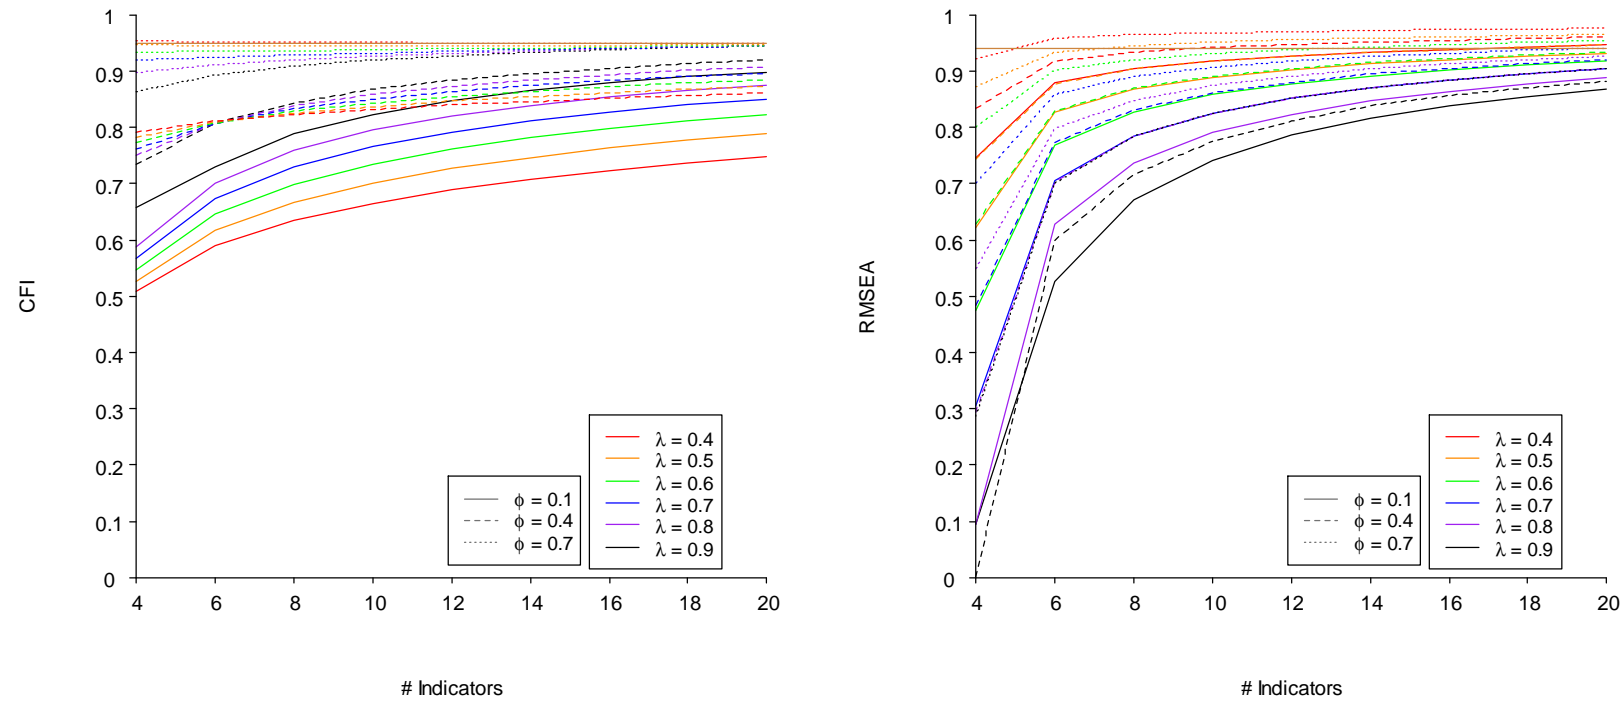 CFI
1
0.9
0.8
0.7
0.6
0.5
0.4
0.3
0.2
0.1
0
4 6 8 10 12 14 16 18 20
# Indicators
ϕ = 0.1
ϕ = 0.4
ϕ = 0.7
λ = 0.4
λ = 0.5
λ = 0.6
λ = 0.7
λ = 0.8
λ = 0.9
RMSEA
1
0.9
0.8
0.7
0.6
0.5
0.4
0.3
0.2
0.1
0
4 6 8 10 12 14 16 18 20
# Indicators
ϕ = 0.1
ϕ = 0.4
ϕ = 0.7
λ = 0.4
λ = 0.5
λ = 0.6
λ = 0.7
λ = 0.8
λ = 0.9